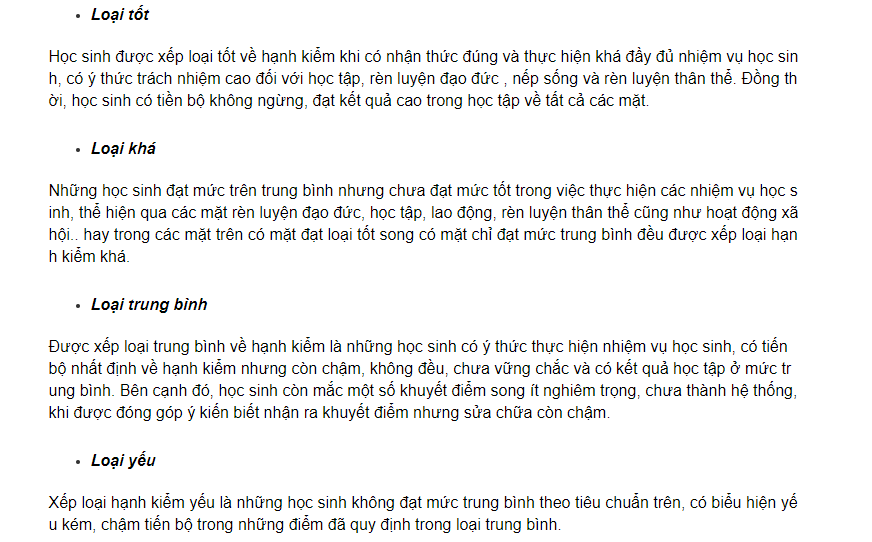 • Loại tốt
Học sinh được xếp loại tốt về hạnh kiểm khi có nhận thức đúng và thực hiện khá đầy đủ nhiệm vụ học sin
h, có ý thức trách nhiệm cao đối với học tập, rèn luyện đạo đức , nếp sống và rèn luyện thân thể. Đồng th
ời, học sinh có tiền bộ không ngừng, đạt kết quả cao trong học tập về tất cả các mặt.
• Loại khá
Những học sinh đạt mức trên trung bình nhưng chưa đạt mức tốt trong việc thực hiện các nhiệm vụ học s
inh, thể hiện qua các mặt rèn luyện đạo đức, học tập, lao động, rèn luyện thân thể cũng như hoạt động xã
hội.. hay trong các mặt trên có mặt đạt loại tốt song có mặt chỉ đạt mức trung bình đều được xếp loại hạn
h kiểm khá.
• Loại trung bình
Được xếp loại trung bình về hạnh kiểm là những học sinh có ý thức thực hiện nhiệm vụ học sinh, có tiến
bộ nhất định về hạnh kiểm nhưng còn chậm, không đều, chưa vững chắc và có kết quả học tập ở mức tr
ung bình. Bên cạnh đó, học sinh còn mắc một số khuyết điểm song ít nghiêm trọng, chưa thành hệ thống,
khi được đóng góp ý kiến biết nhận ra khuyết điểm nhưng sửa chữa còn chậm.
• Loại yếu
Xếp loại hạnh kiểm yếu là những học sinh không đạt mức trung bình theo tiêu chuẩn trên, có biểu hiện yế
u kém, chậm tiến bộ trong những điểm đã quy định trong loại trung bình.